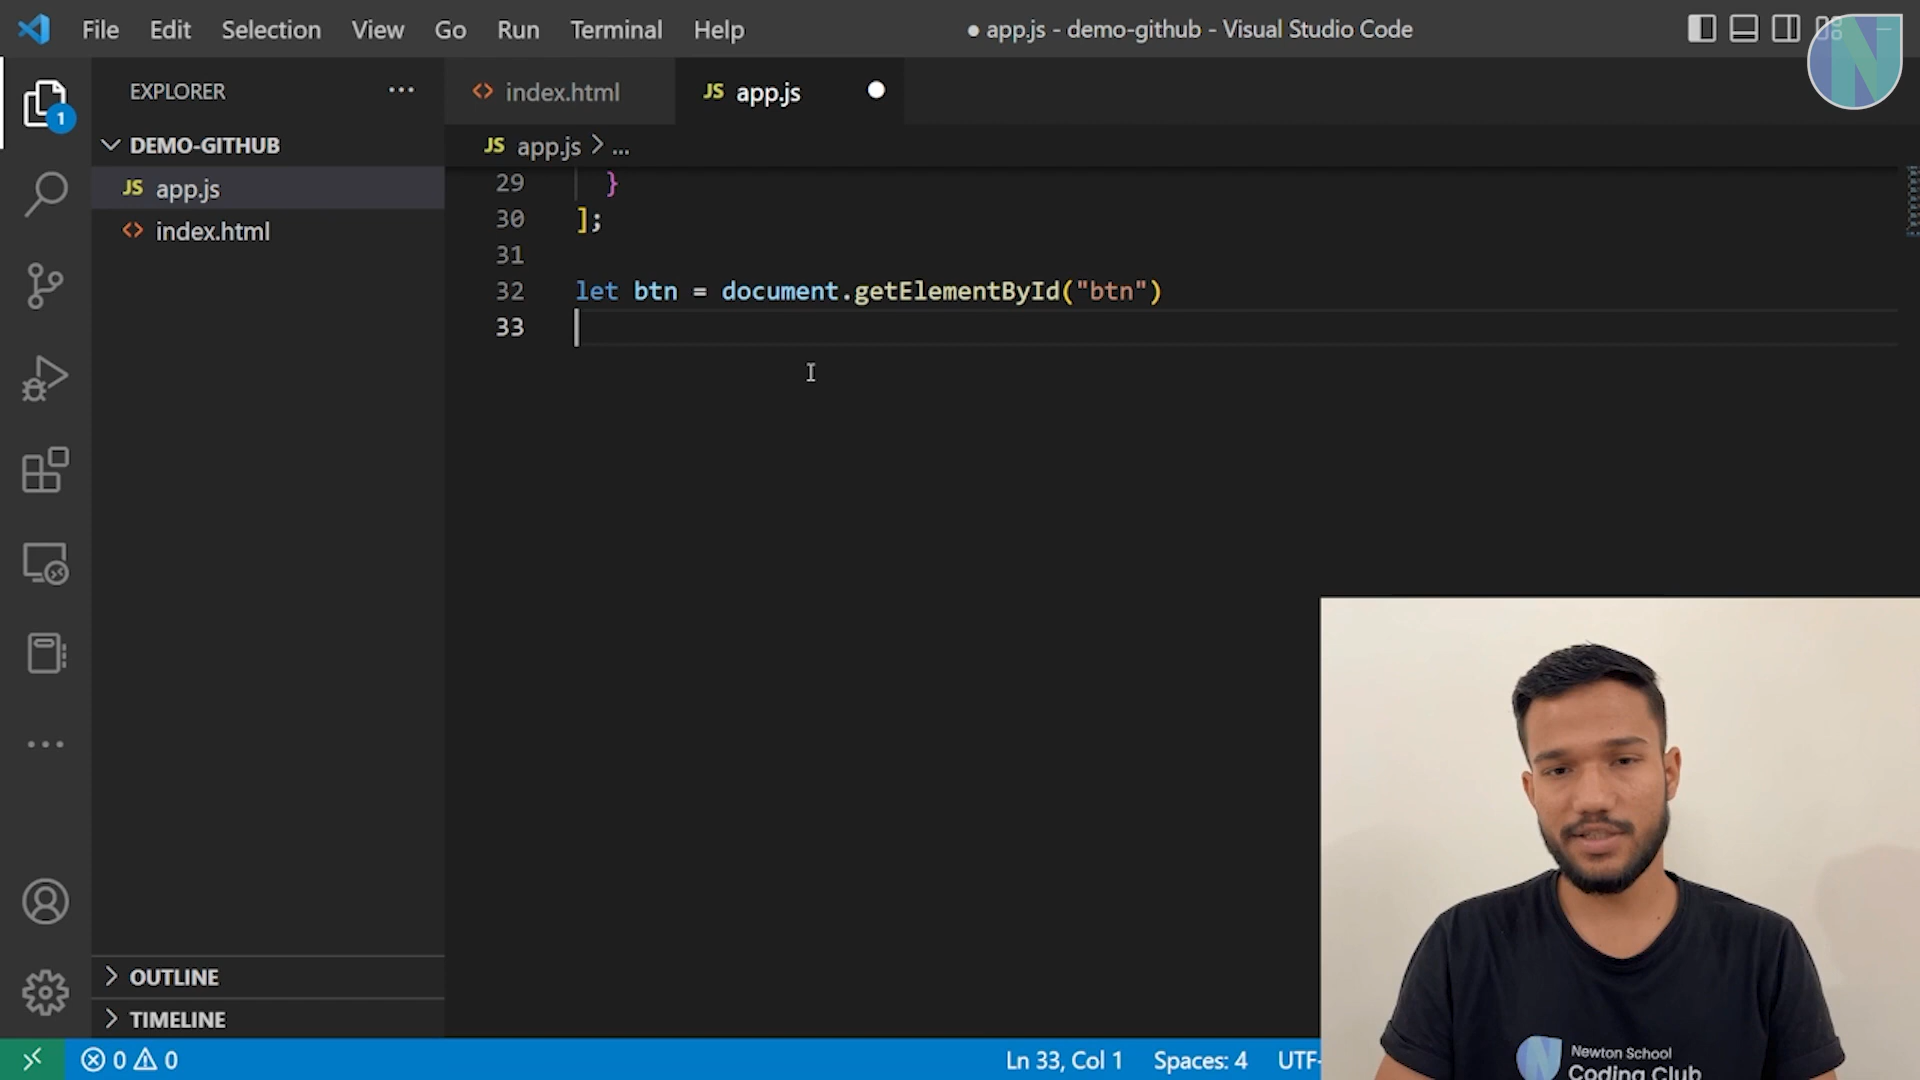 File Edit Selection View Go Run Terminal Help
● app.js - demo-github - Visual Studio Code
1
EXPLORER ...
DEMO-GITHUB
JS app.js
<> index.html
OUTLINE
TIMELINE
<> index.html
JS app.js ●
JS app.js > ...
29 }
30 ];
31
32 let btn = document.getElementById("btn")
33
0 0
Ln 33, Col 1 Spaces: 4 UTF-
N
Newton School
Coding Club